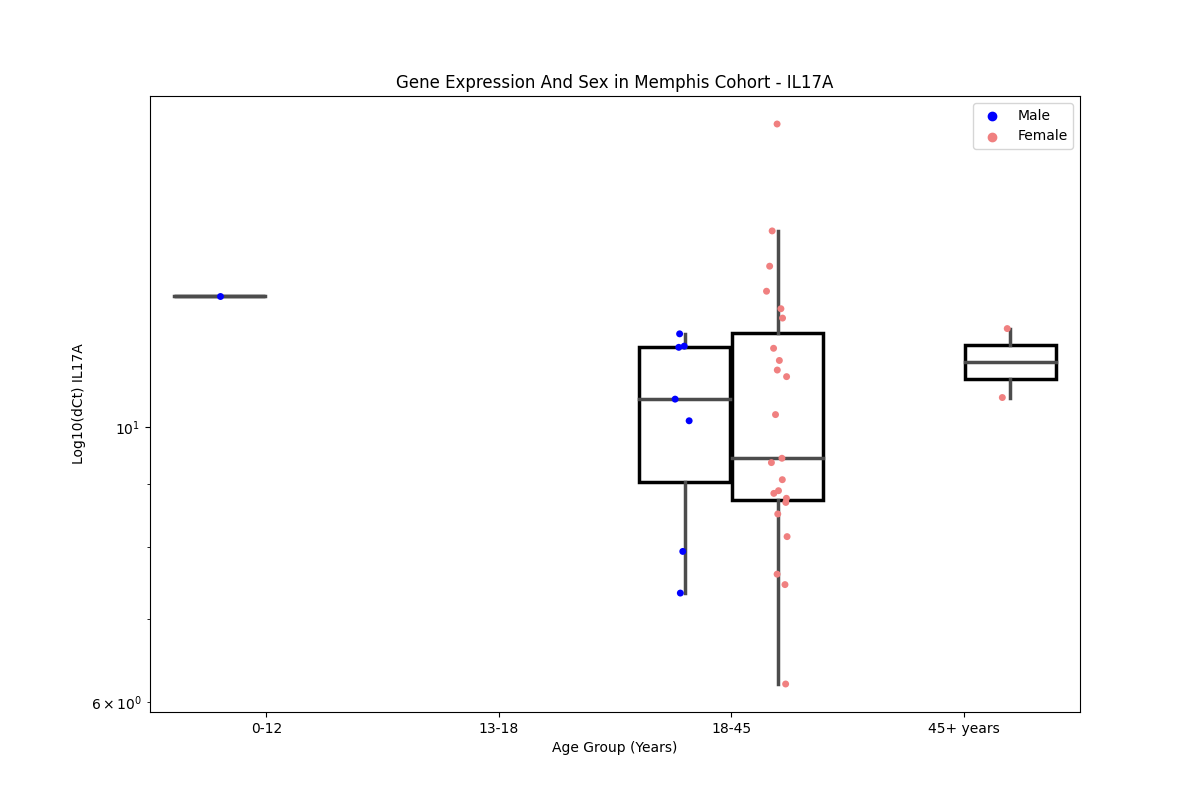 Gene Expression And Sex in Memphis Cohort - IL17A
Male
Female
Log10(dCt) IL17A
10¹
6 × 10⁰
0-12
13-18
18-45
45+ years
Age Group (Years)